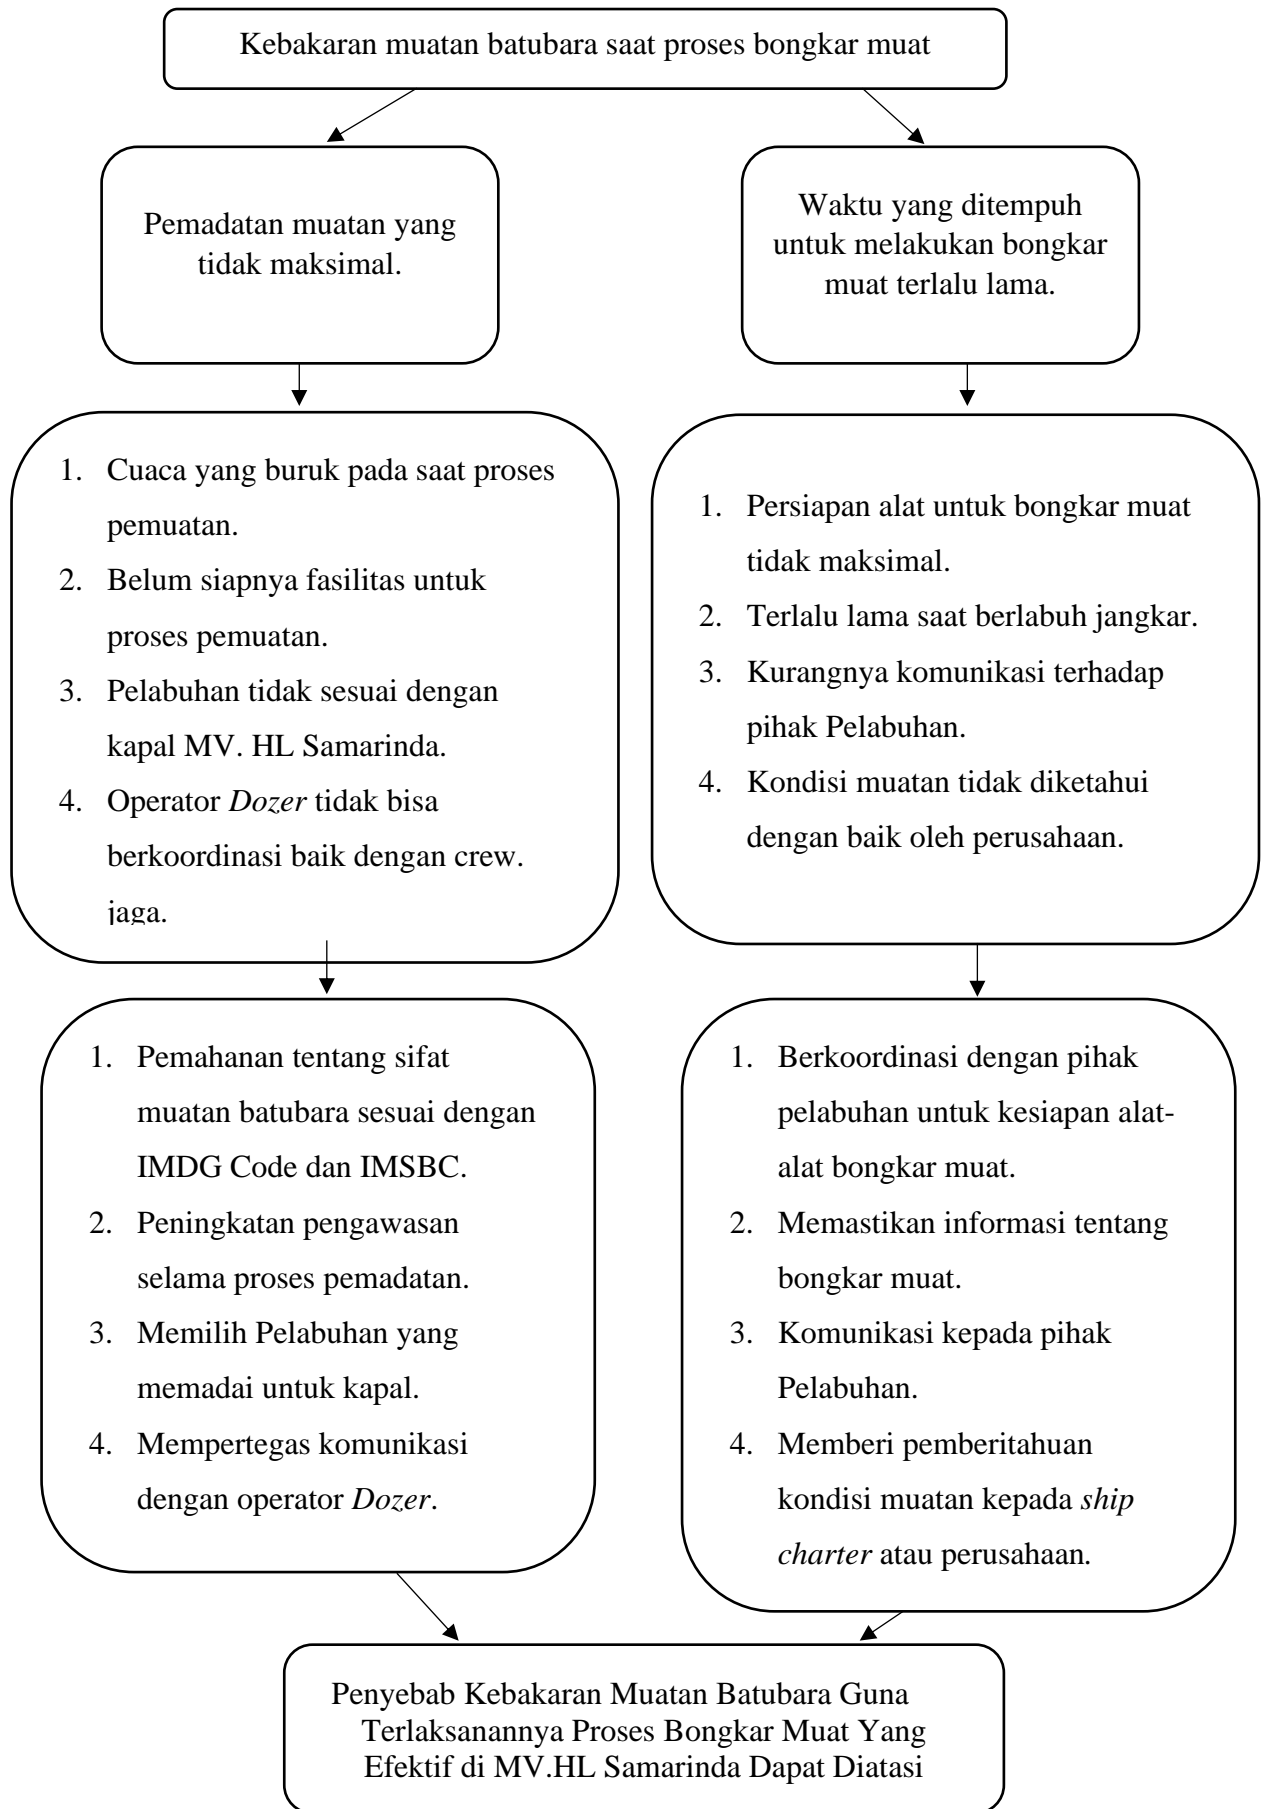 Kebakaran muatan batubara saat proses bongkar muat
Pemadatan muatan yang
tidak maksimal.
Waktu yang ditempuh
untuk melakukan bongkar
muat terlalu lama.
1. Cuaca yang buruk pada saat proses
pemuatan.
2. Belum siapnya fasilitas untuk
proses pemuatan.
3. Pelabuhan tidak sesuai dengan
kapal MV. HL Samarinda.
4. Operator Dozer tidak bisa
berkoordinasi baik dengan crew.
jaga.
1. Persiapan alat untuk bongkar muat
tidak maksimal.
2. Terlalu lama saat berlabuh jangkar.
3. Kurangnya komunikasi terhadap
pihak Pelabuhan.
4. Kondisi muatan tidak diketahui
dengan baik oleh perusahaan.
1. Pemahanan tentang sifat
muatan batubara sesuai dengan
IMDG Code dan IMSBC.
2. Peningkatan pengawasan
selama proses pemadatan.
3. Memilih Pelabuhan yang
memadai untuk kapal.
4. Mempertegas komunikasi
dengan operator Dozer.
1. Berkoordinasi dengan pihak
pelabuhan untuk kesiapan alat-
alat bongkar muat.
2. Memastikan informasi tentang
bongkar muat.
3. Komunikasi kepada pihak
Pelabuhan.
4. Memberi pemberitahuan
kondisi muatan kepada ship
charter atau perusahaan.
Penyebab Kebakaran Muatan Batubara Guna
Terlaksanannya Proses Bongkar Muat Yang
Efektif di MV.HL Samarinda Dapat Diatasi